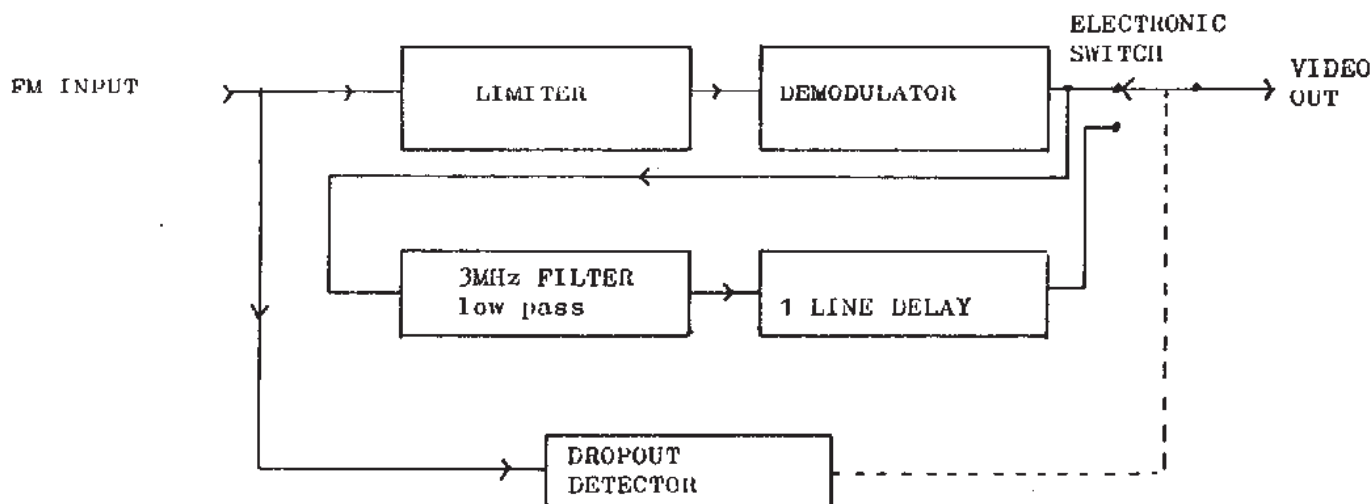 FM INPUT
LIMITER
DEMODULATOR
ELECTRONIC
SWITCH
VIDEO
OUT
3MHz FILTER
low pass
1 LINE DELAY
DROPOUT
DETECTOR